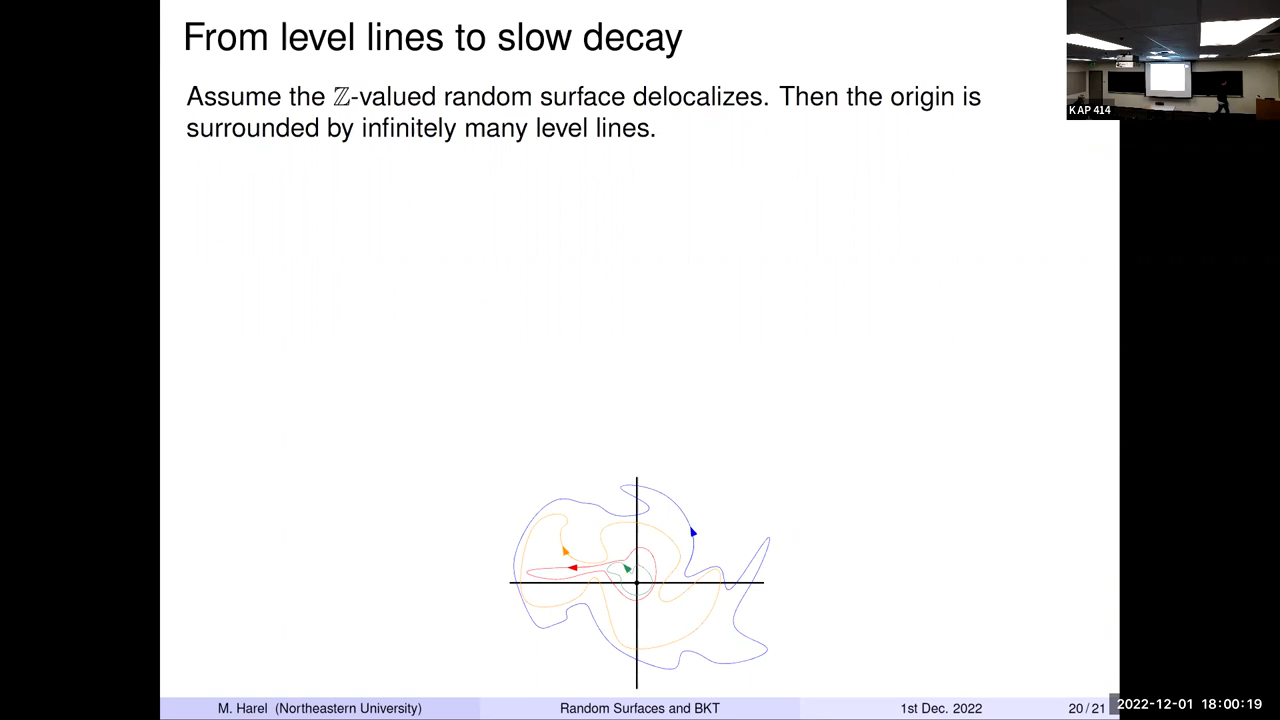 From level lines to slow decay
Assume the ℤ-valued random surface delocalizes. Then the origin is
surrounded by infinitely many level lines.
KAP 414
M. Harel (Northeastern University)
Random Surfaces and BKT
1st Dec. 2022
20 / 21
2022-12-01 18:00:19